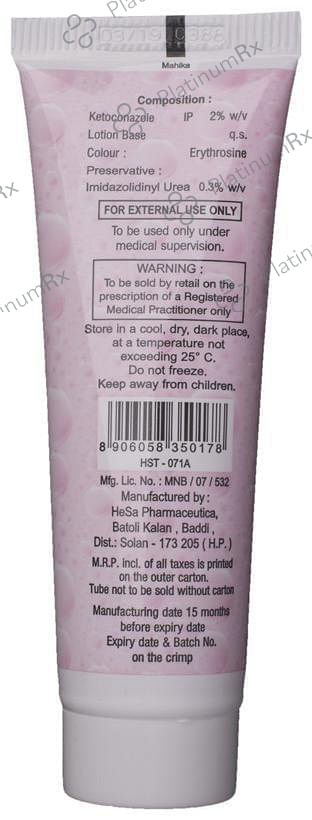 Mahika
Composition :
Ketoconazole IP 2% w/v
Lotion Base q.s.
Colour : Erythrosine
Preservative :
Imidazolidinyl Urea 0.3% w/v
FOR EXTERNAL USE ONLY
To be used only under
medical supervision.
WARNING :
To be sold by retail on the
prescription of a Registered
Medical Practitioner only
Store in a cool, dry, dark place,
at a temperature not
exceeding 25° C.
Do not freeze.
Keep away from children.
8 906058 350178
HST - 071A
Mfg. Lic. No. : MNB / 07 / 532
Manufactured by :
HeSa Pharmaceutica,
Batoli Kalan , Baddi ,
Dist.: Solan - 173 205 ( H.P. )
M.R.P. incl. of all taxes is printed
on the outer carton.
Tube not to be sold without carton
Manufacturing date 15 months
before expiry date
Expiry date & Batch No.
on the crimp
PlatinumRx
PlatinumRx
PlatinumRx